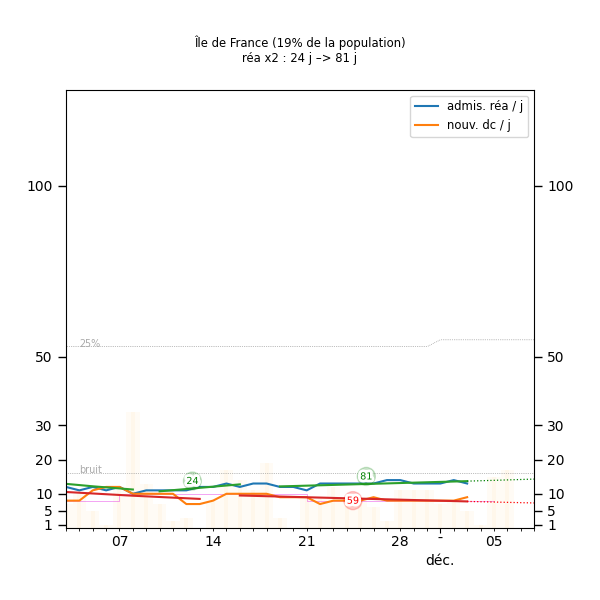 Île de France (19% de la population)
réa x2 : 24 j –> 81 j
admis. réa / j
nouv. dc / j
100 100
25%
50 50
30 30
20 20
bruit
81
24
10 10
59
5 5
1 1
07 14 21 28 - 05
déc.